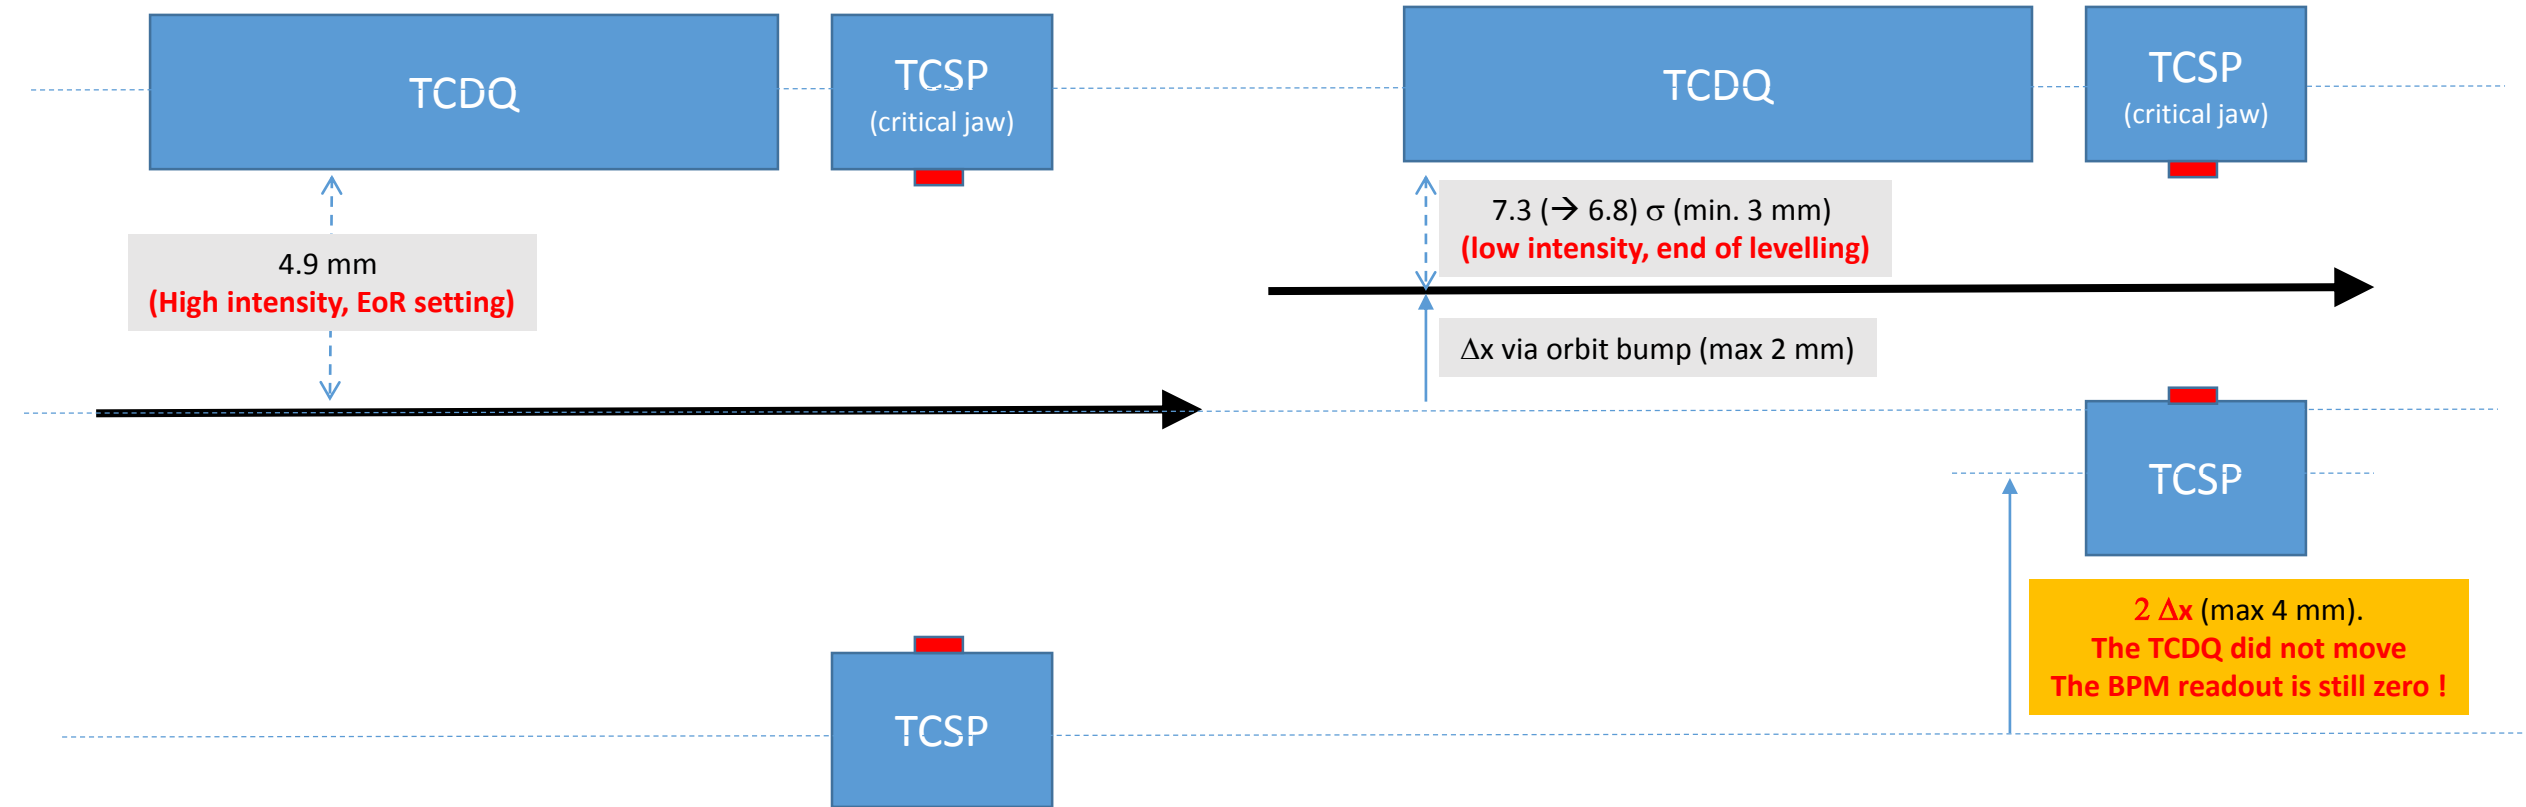 TCDQ
TCSP
(critical jaw)
4.9 mm
(High intensity, EoR setting)
TCSP
TCDQ
TCSP
(critical jaw)
7.3 (→ 6.8) σ (min. 3 mm)
(low intensity, end of levelling)
Δx via orbit bump (max 2 mm)
TCSP
2 Δx (max 4 mm).
The TCDQ did not move
The BPM readout is still zero !